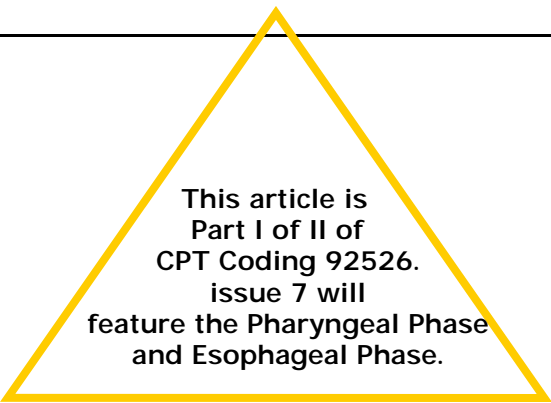 This article is
Part I of II of
CPT Coding 92526.
issue 7 will
feature the Pharyngeal Phase
and Esophageal Phase.